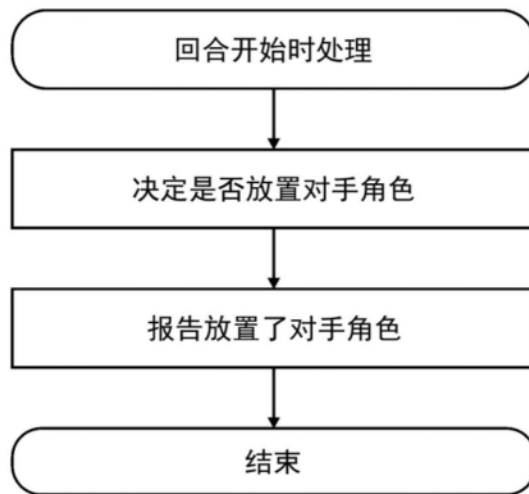 回合开始时处理
决定是否放置对手角色
报告放置了对手角色
结束